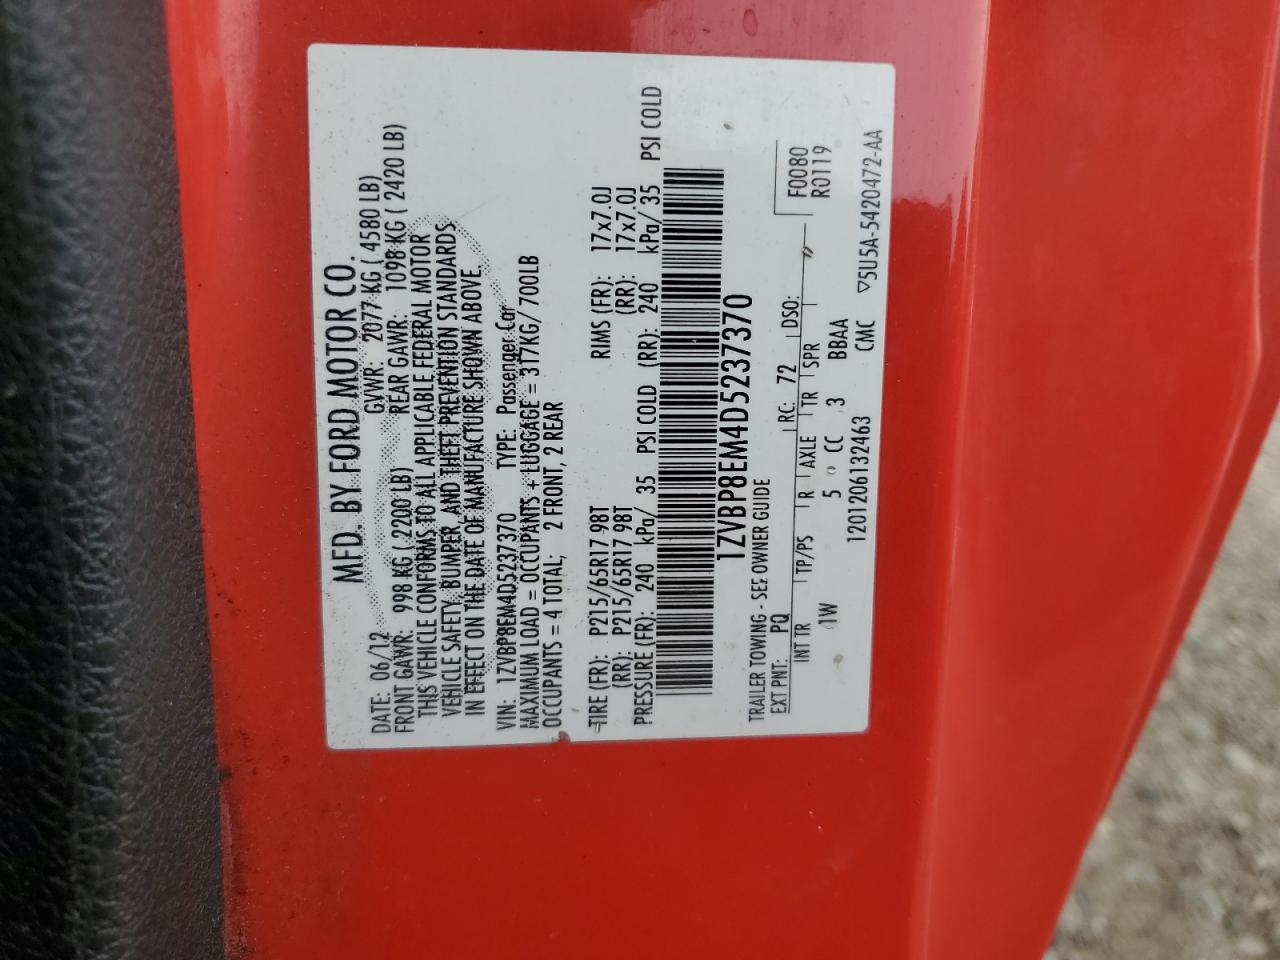 MFD. BY FORD MOTOR CO.
DATE: 06/12 GVWR: 2077 KG ( 4580 LB)
FRONT GAWR: 998 KG ( 2200 LB) REAR GAWR: 1098 KG ( 2420 LB)
THIS VEHICLE CONFORMS TO ALL APPLICABLE FEDERAL MOTOR
VEHICLE SAFETY, BUMPER, AND THEFT PREVENTION STANDARDS
IN EFFECT ON THE DATE OF MANUFACTURE SHOWN ABOVE.
VIN: 1ZVBP8EM4D5237370 TYPE: Passenger Car
MAXIMUM LOAD = OCCUPANTS + LUGGAGE = 317KG/700LB
OCCUPANTS = 4 TOTAL; 2 FRONT, 2 REAR
TIRE (FR): P215/65R17 98T RIMS (FR): 17x7.0J
(RR): P215/65R17 98T (RR): 17x7.0J
PRESSURE (FR): 240 kPa/ 35 PSI COLD (RR): 240 kPa/ 35 PSI COLD
1ZVBP8EM4D5237370
TRAILER TOWING - SEE OWNER GUIDE
EXT PNT: PQ RC: 72 DSO: F0080
INT TR TP/PS R AXLE TR SPR R0119
1W 5 CC 3 BBAA
1201206132463 CMC ▽5U5A-5420472-AA